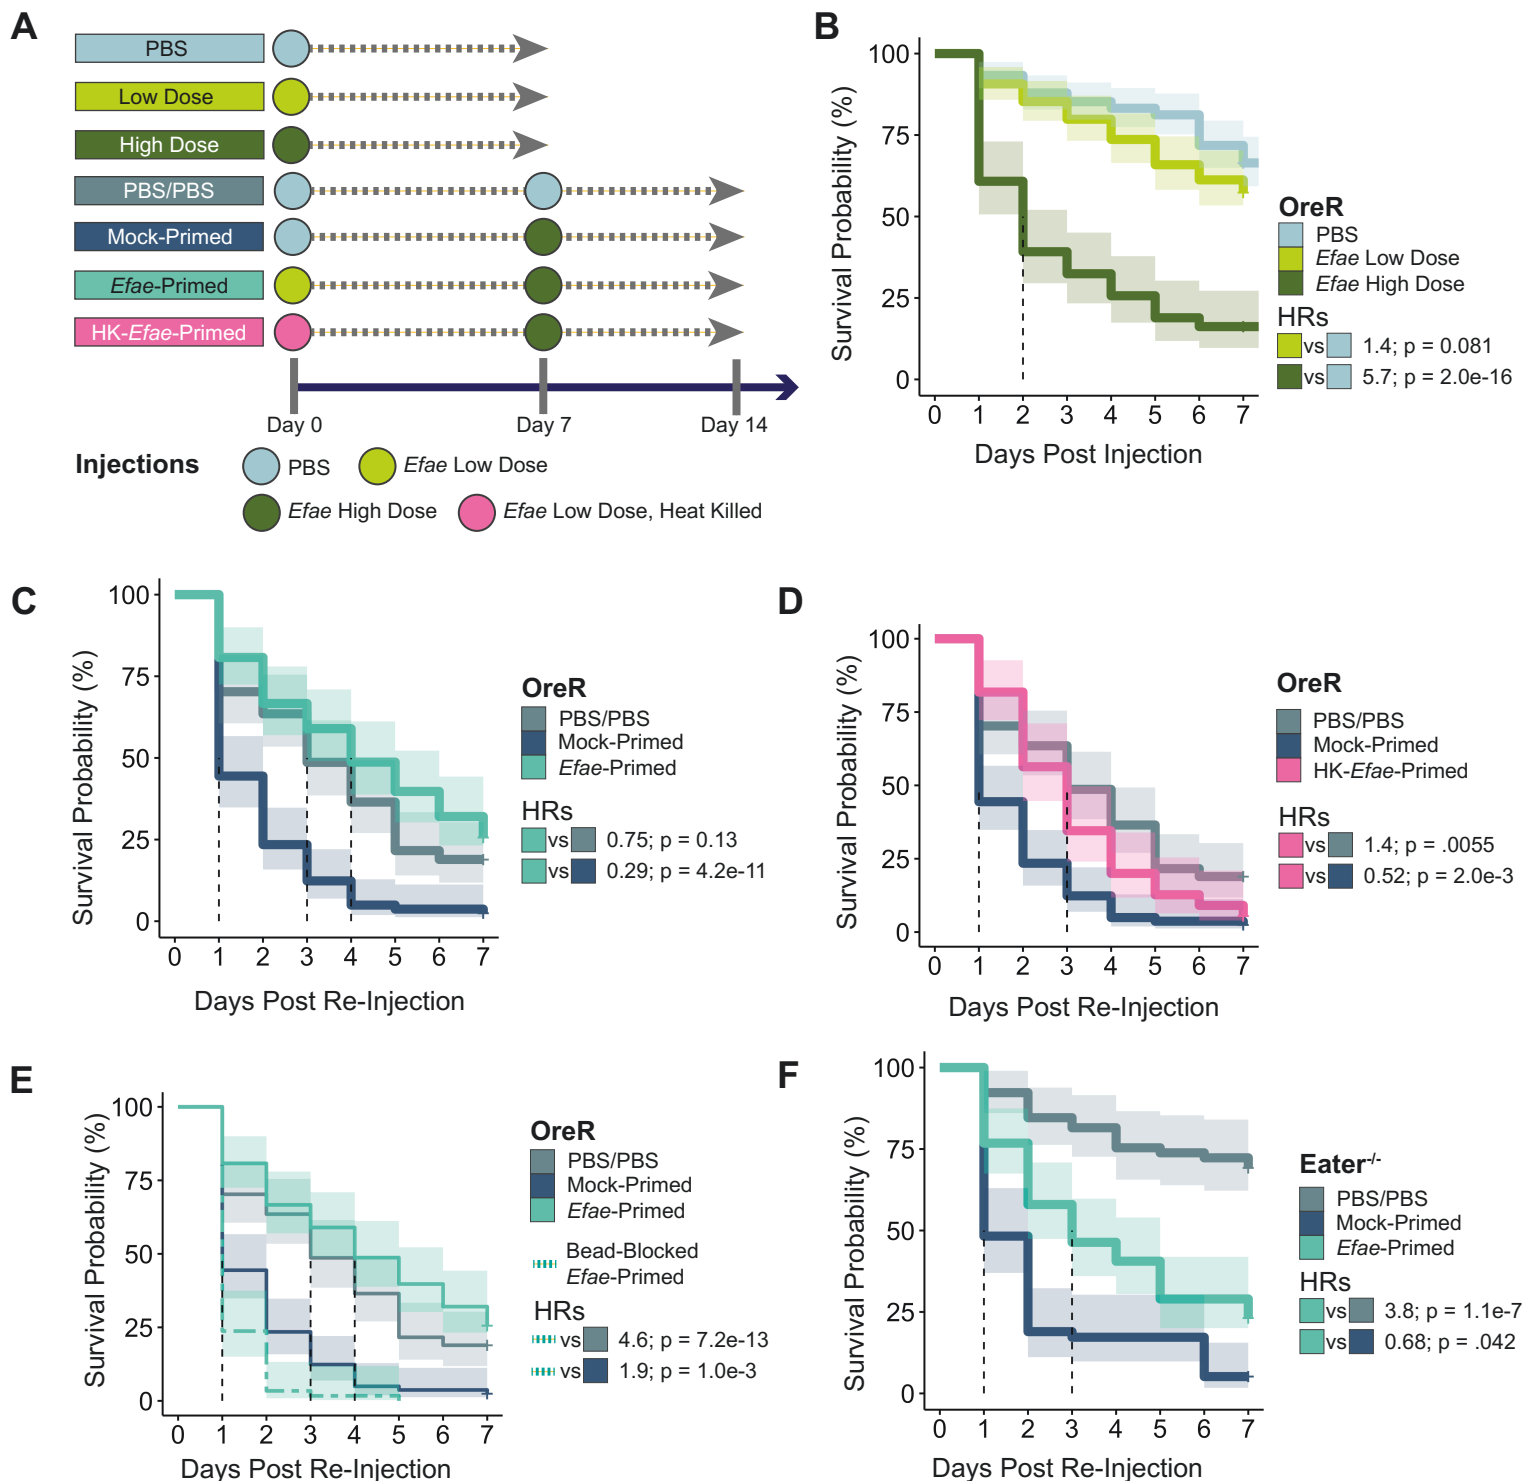 A
PBS
Low Dose
High Dose
PBS/PBS
Mock-Primed
Efae-Primed
HK-Efae-Primed
Day 0
Day 7
Day 14
Injections
PBS
Efae Low Dose
Efae High Dose
Efae Low Dose, Heat Killed
B
Survival Probability (%)
100
75
50
25
0
0 1 2 3 4 5 6 7
Days Post Injection
OreR
PBS
Efae Low Dose
Efae High Dose
HRs
vs 1.4; p = 0.081
vs 5.7; p = 2.0e-16
C
Survival Probability (%)
100
75
50
25
0
0 1 2 3 4 5 6 7
Days Post Re-Injection
OreR
PBS/PBS
Mock-Primed
Efae-Primed
HRs
vs 0.75; p = 0.13
vs 0.29; p = 4.2e-11
D
Survival Probability (%)
100
75
50
25
0
0 1 2 3 4 5 6 7
Days Post Re-Injection
OreR
PBS/PBS
Mock-Primed
HK-Efae-Primed
HRs
vs 1.4; p = .0055
vs 0.52; p = 2.0e-3
E
Survival Probability (%)
100
75
50
25
0
0 1 2 3 4 5 6 7
Days Post Re-Injection
OreR
PBS/PBS
Mock-Primed
Efae-Primed
Bead-Blocked
Efae-Primed
HRs
vs 4.6; p = 7.2e-13
vs 1.9; p = 1.0e-3
F
Survival Probability (%)
100
75
50
25
0
0 1 2 3 4 5 6 7
Days Post Re-Injection
Eater-/-
PBS/PBS
Mock-Primed
Efae-Primed
HRs
vs 3.8; p = 1.1e-7
vs 0.68; p = .042